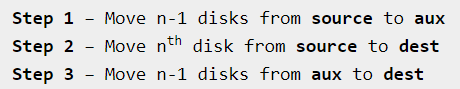 Step 1 – Move n-1 disks from source to aux
Step 2 – Move nth disk from source to dest
Step 3 – Move n-1 disks from aux to dest